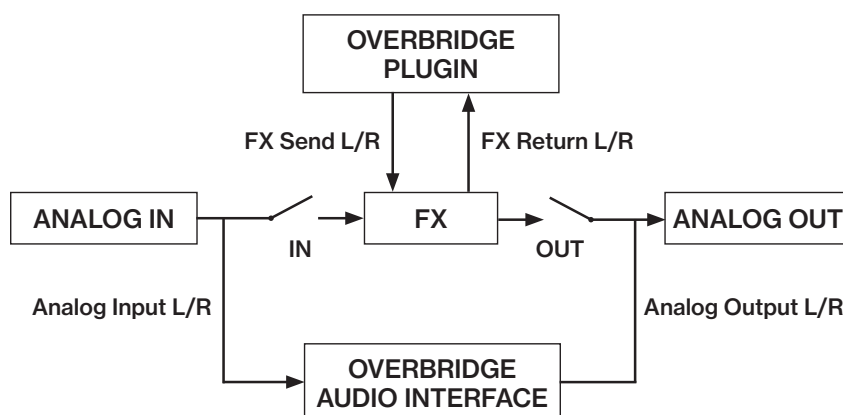 OVERBRIDGE
PLUGIN
FX Send L/R
FX Return L/R
ANALOG IN
FX
ANALOG OUT
IN
OUT
Analog Input L/R
Analog Output L/R
OVERBRIDGE
AUDIO INTERFACE